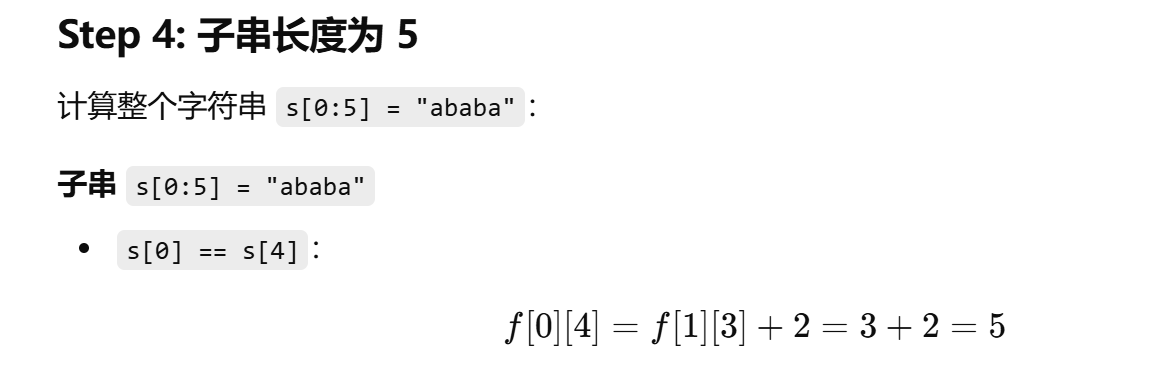 Step 4: 子串长度为 5
计算整个字符串 s[0:5] = "ababa"：
子串 s[0:5] = "ababa"
• s[0] == s[4]：
f[0][4] = f[1][3] + 2 = 3 + 2 = 5